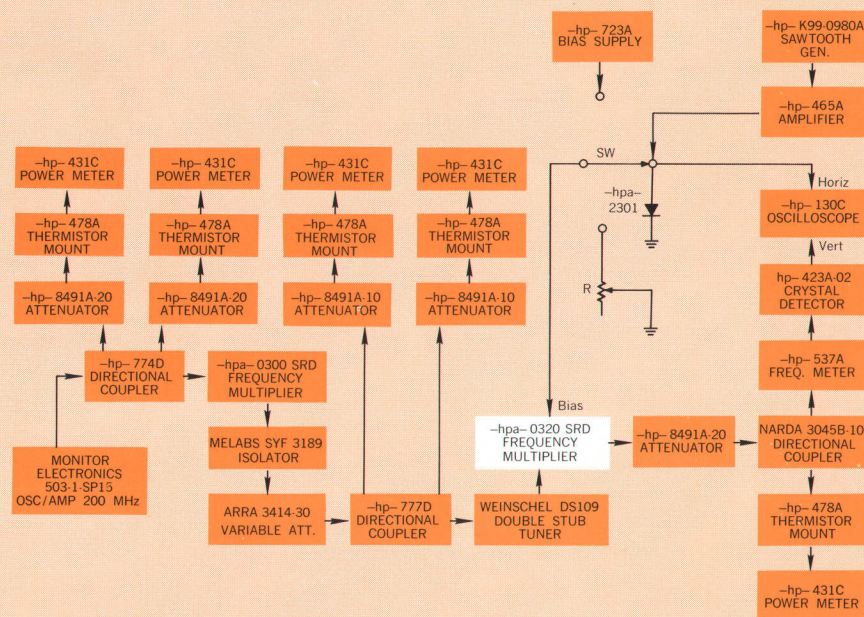 -hp- 723A
BIAS SUPPLY
-hp- K99-0980A
SAWTOOTH
GEN.
-hp- 465A
AMPLIFIER
SW
-hpa-
2301
Horiz
-hp- 130C
OSCILLOSCOPE
Vert
-hp- 431C
POWER METER
-hp- 431C
POWER METER
-hp- 431C
POWER METER
-hp- 431C
POWER METER
-hp- 478A
THERMISTOR
MOUNT
-hp- 478A
THERMISTOR
MOUNT
-hp- 478A
THERMISTOR
MOUNT
-hp- 478A
THERMISTOR
MOUNT
-hp- 8491A-20
ATTENUATOR
-hp- 8491A-20
ATTENUATOR
-hp- 8491A-10
ATTENUATOR
-hp- 8491A-10
ATTENUATOR
R
hp- 423A-02
CRYSTAL
DETECTOR
-hp- 537A
FREQ. METER
-hp- 774D
DIRECTIONAL
COUPLER
-hpa- 0300 SRD
FREQUENCY
MULTIPLIER
Bias
-hpa- 0320 SRD
FREQUENCY
MULTIPLIER
-hp- 8491A-20
ATTENUATOR
NARDA 3045B-10
DIRECTIONAL
COUPLER
MONITOR
ELECTRONICS
503-1-SP15
OSC/AMP 200 MHz
MELABS SYF 3189
ISOLATOR
ARRA 3414-30
VARIABLE ATT.
-hp- 777D
DIRECTIONAL
COUPLER
WEINSCHEL DS109
DOUBLE STUB
TUNER
-hp- 478A
THERMISTOR
MOUNT
-hp- 431C
POWER METER